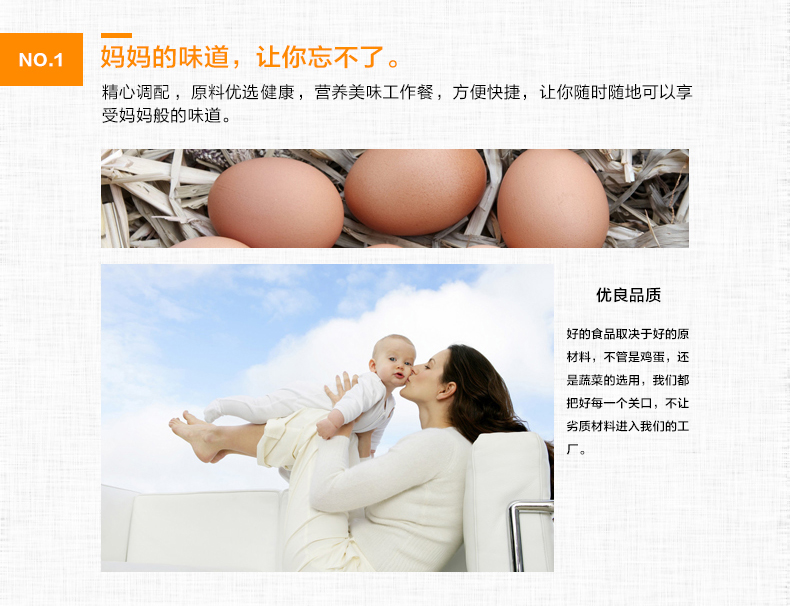 NO.1
妈妈的味道，让你忘不了。
精心调配，原料优选健康，营养美味工作餐，方便快捷，让你随时随地可以享
受妈妈般的味道。
优良品质
好的食品取决于好的原
材料，不管是鸡蛋，还
是蔬菜的选用，我们都
把好每一个关口，不让
劣质材料进入我们的工
厂。